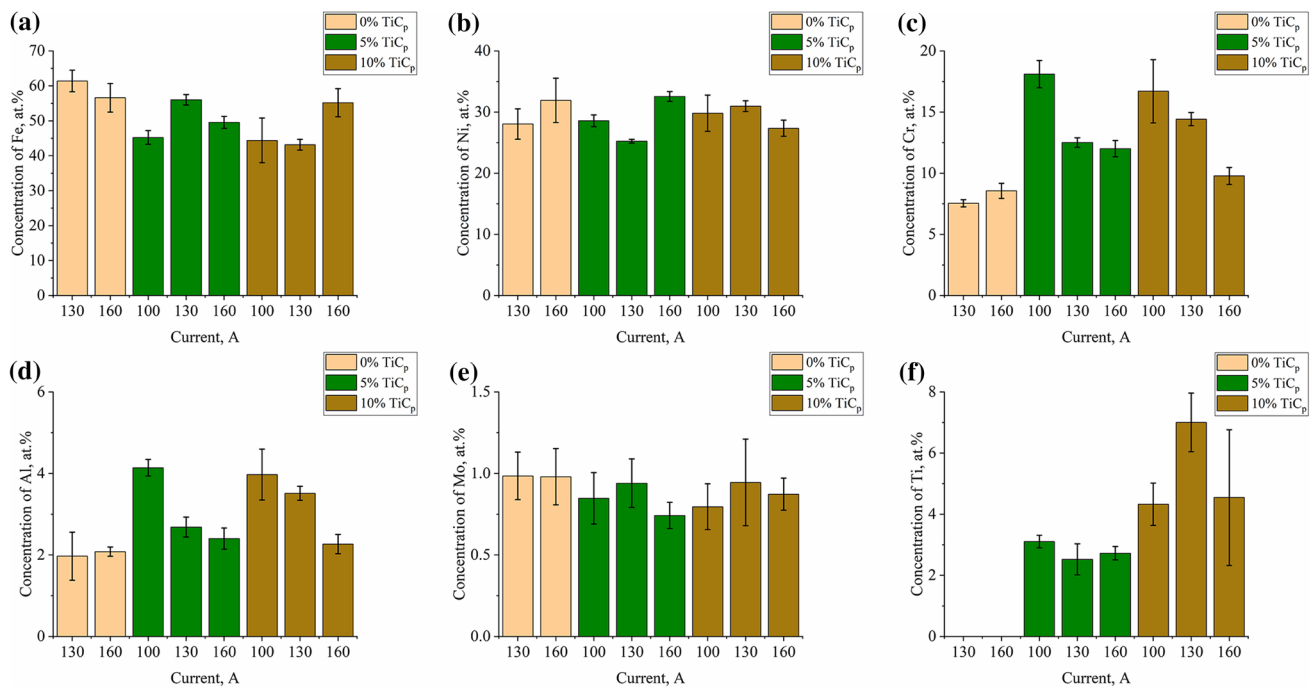 (a)
0% TiCp
5% TiCp
10% TiCp
Concentration of Fe, at.%
70
60
50
40
30
20
10
0
130 160 100 130 160 100 130 160
Current, A
(b)
0% TiCp
5% TiCp
10% TiCp
Concentration of Ni, at.%
40
30
20
10
0
130 160 100 130 160 100 130 160
Current, A
(c)
0% TiCp
5% TiCp
10% TiCp
Concentration of Cr, at.%
20
15
10
5
0
130 160 100 130 160 100 130 160
Current, A
(d)
0% TiCp
5% TiCp
10% TiCp
Concentration of Al, at.%
6
4
2
0
130 160 100 130 160 100 130 160
Current, A
(e)
0% TiCp
5% TiCp
10% TiCp
Concentration of Mo, at.%
1.5
1.0
0.5
0.0
130 160 100 130 160 100 130 160
Current, A
(f)
0% TiCp
5% TiCp
10% TiCp
Concentration of Ti, at.%
8
6
4
2
0
130 160 100 130 160 100 130 160
Current, A